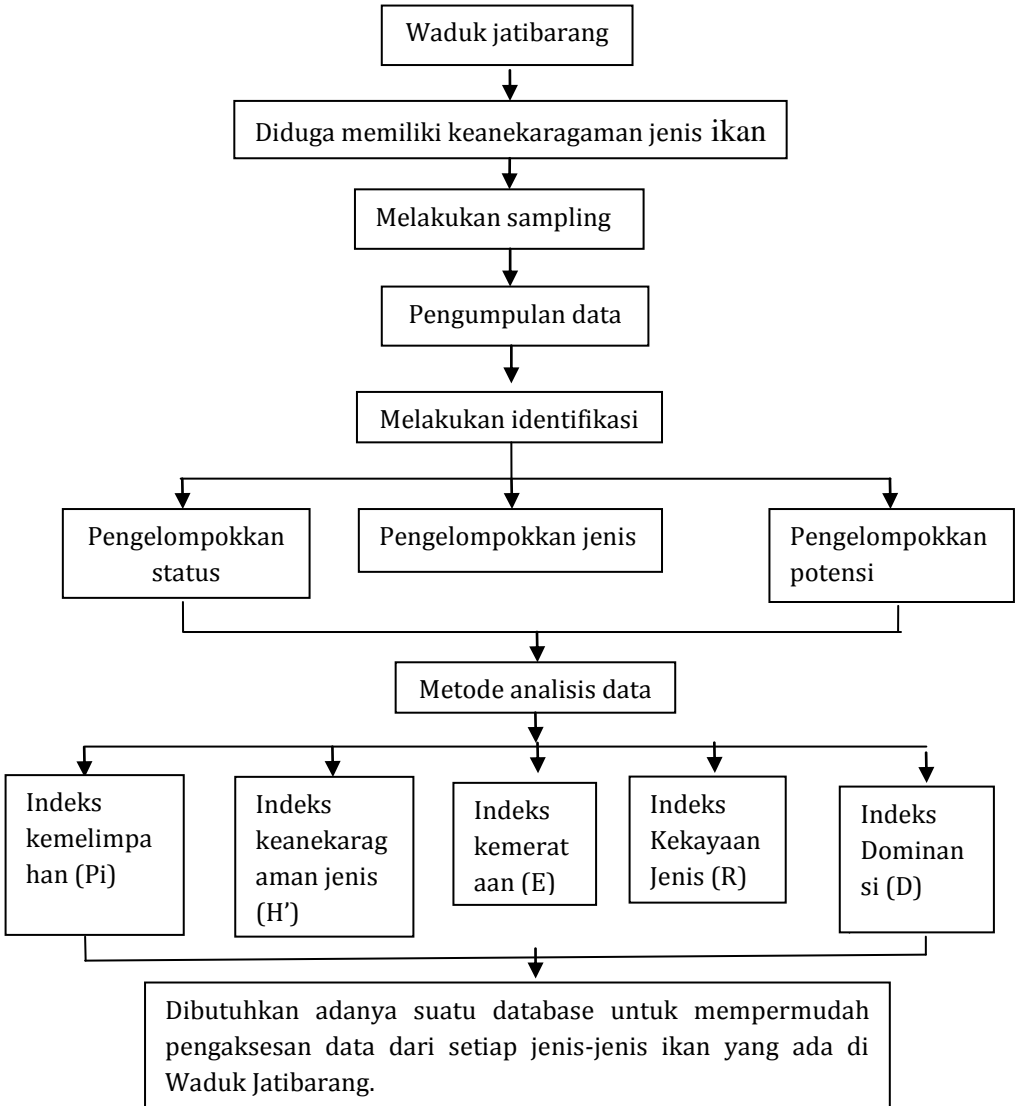 Waduk jatibarang
Diduga memiliki keanekaragaman jenis ikan
Melakukan sampling
Pengumpulan data
Melakukan identifikasi
Pengelompokkan
status
Pengelompokkan jenis
Pengelompokkan
potensi
Metode analisis data
Indeks
kemelimpa
han (Pi)
Indeks
keanekarag
aman jenis
(H’)
Indeks
kemerat
aan (E)
Indeks
Kekayaan
Jenis (R)
Indeks
Dominan
si (D)
Dibutuhkan adanya suatu database untuk mempermudah
pengaksesan data dari setiap jenis-jenis ikan yang ada di
Waduk Jatibarang.